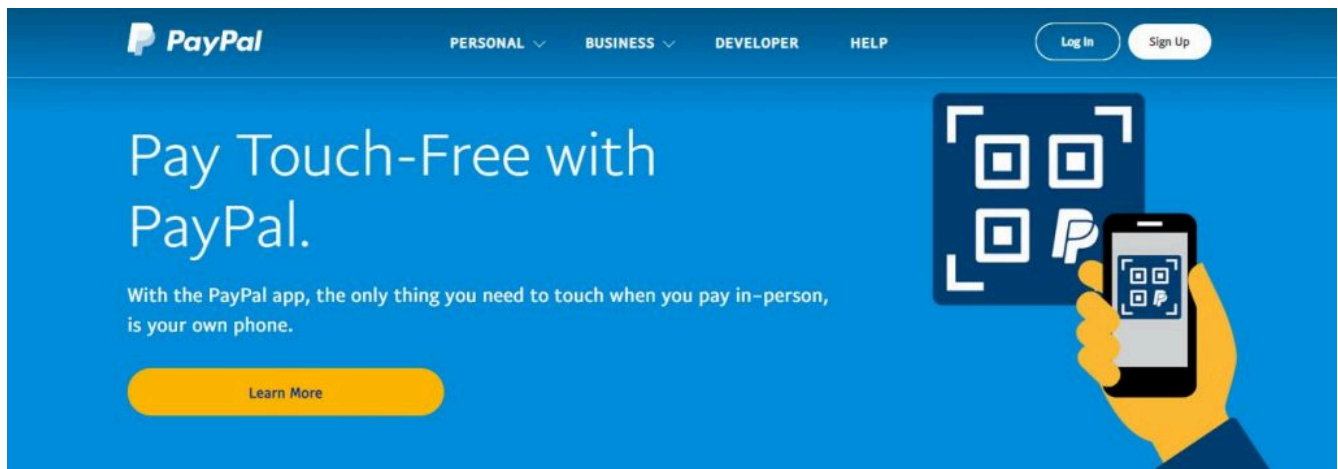 PayPal
PERSONAL
BUSINESS
DEVELOPER
HELP
Log In
Sign Up
Pay Touch-Free with
PayPal.
With the PayPal app, the only thing you need to touch when you pay in-person,
is your own phone.
Learn More